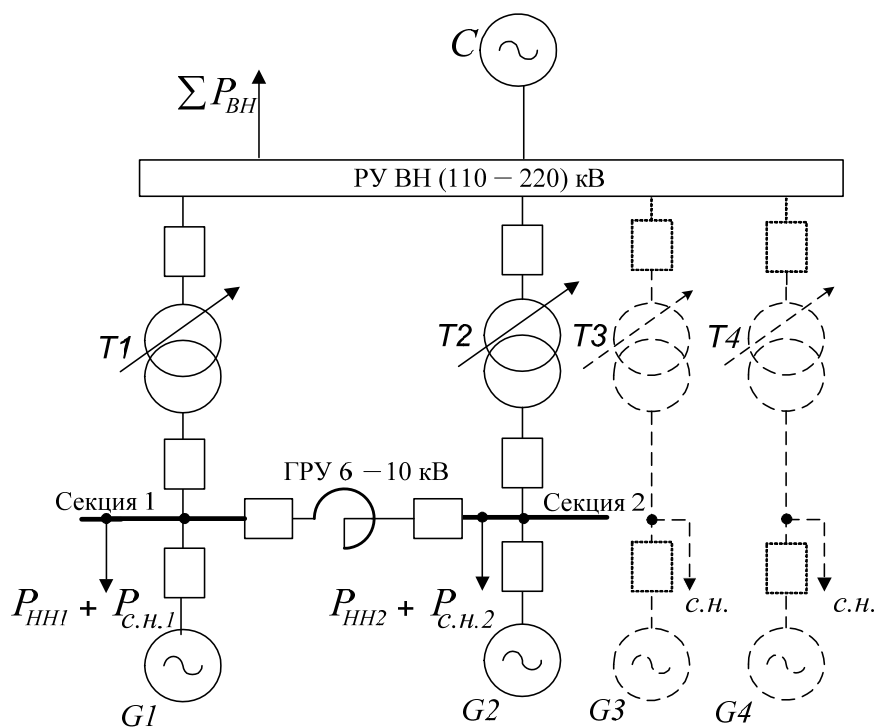 C
∑ P_ВН
РУ ВН (110 – 220) кВ
T1
T2
T3
T4
ГРУ 6 – 10 кВ
Секция 1
Секция 2
P_НН1 + P_с.н.1
P_НН2 + P_с.н.2
с.н.
с.н.
G1
G2
G3
G4